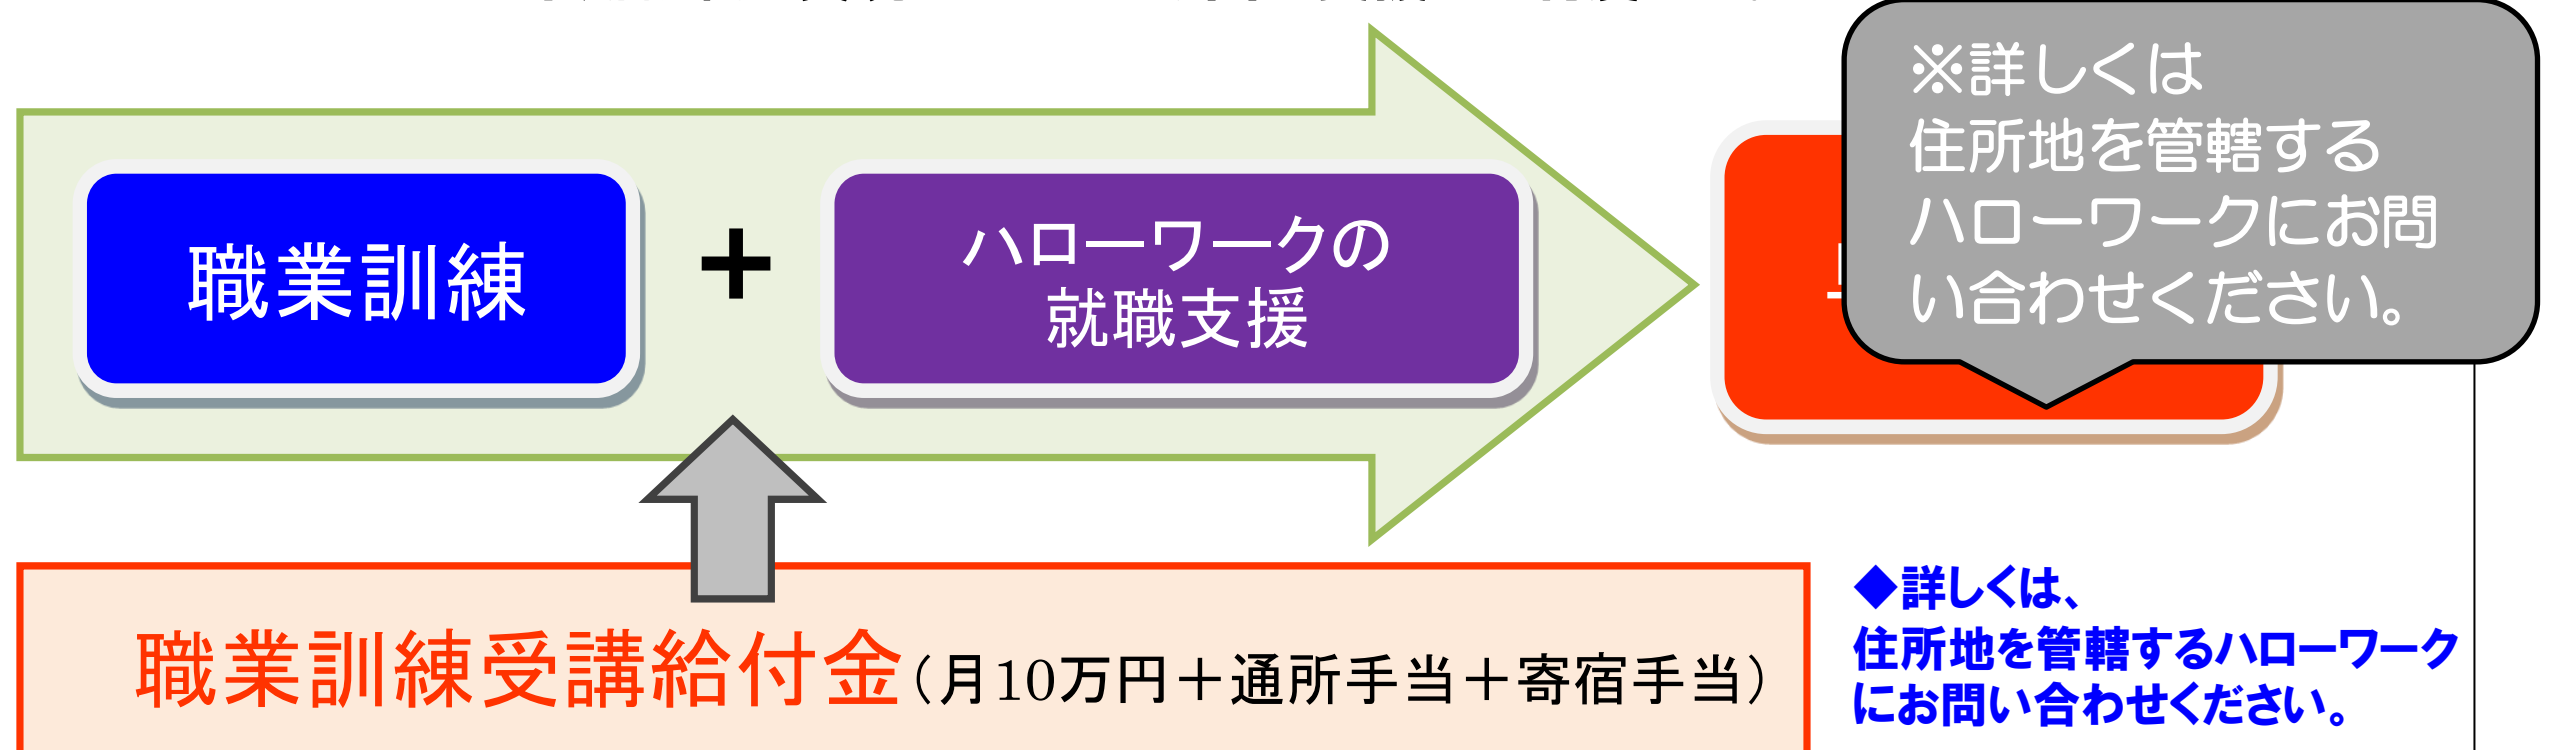 職業訓練
+
ハローワークの
就職支援
※詳しくは
住所地を管轄する
ハローワークにお問
い合わせください。
職業訓練受講給付金(月10万円+通所手当+寄宿手当)
◆詳しくは、
住所地を管轄するハローワーク
にお問い合わせください。